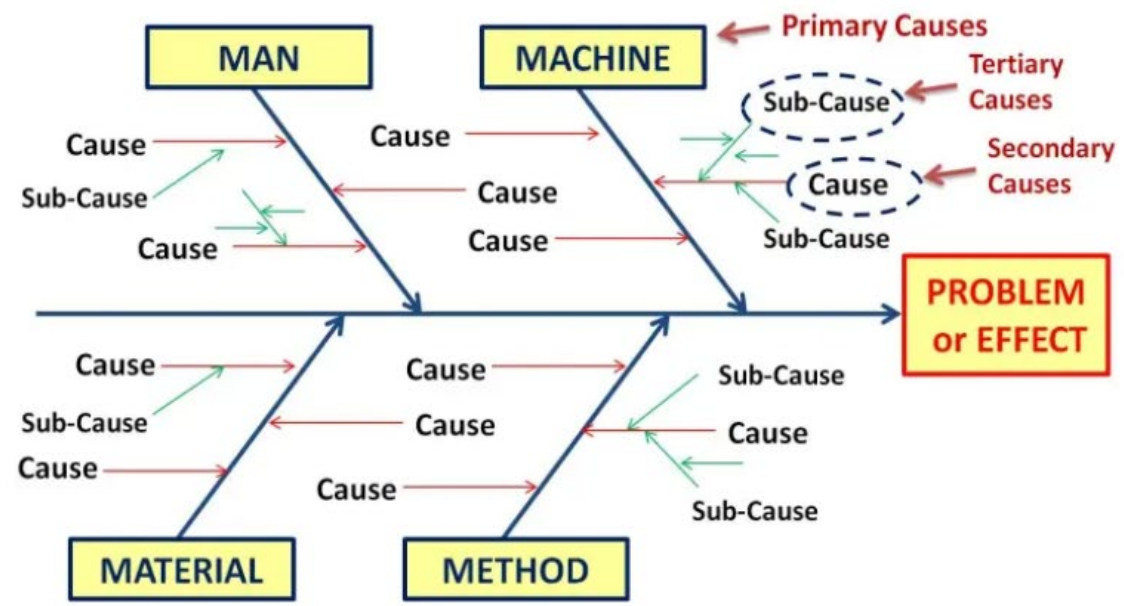 MAN
MACHINE
Primary Causes
Tertiary
Causes
Sub-Cause
Cause
Cause
Secondary
Causes
Sub-Cause
Cause
Cause
Cause
Cause
Sub-Cause
PROBLEM
or EFFECT
Cause
Cause
Sub-Cause
Sub-Cause
Cause
Cause
Cause
Cause
Sub-Cause
MATERIAL
METHOD